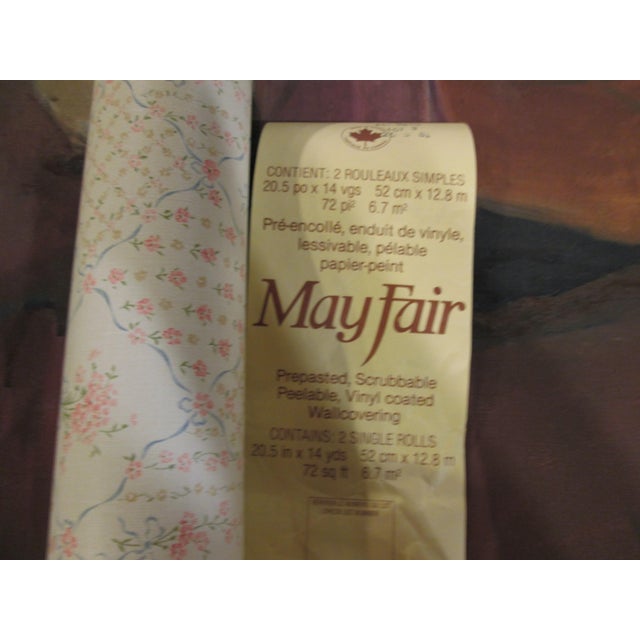 CONTIENT: 2 ROULEAUX SIMPLES
20.5 po x 14 vgs 52 cm x 12.8 m
72 pi² 6.7 m²
Pré-encollé, enduit de vinyle,
lessivable, pélable
papier-peint
May Fair
Prepasted, Scrubbable
Peelable, Vinyl coated
Wallcovering
CONTAINS: 2 SINGLE ROLLS
20.5 in x 14 yds 52 cm x 12.8 m
72 sq ft 6.7 m²